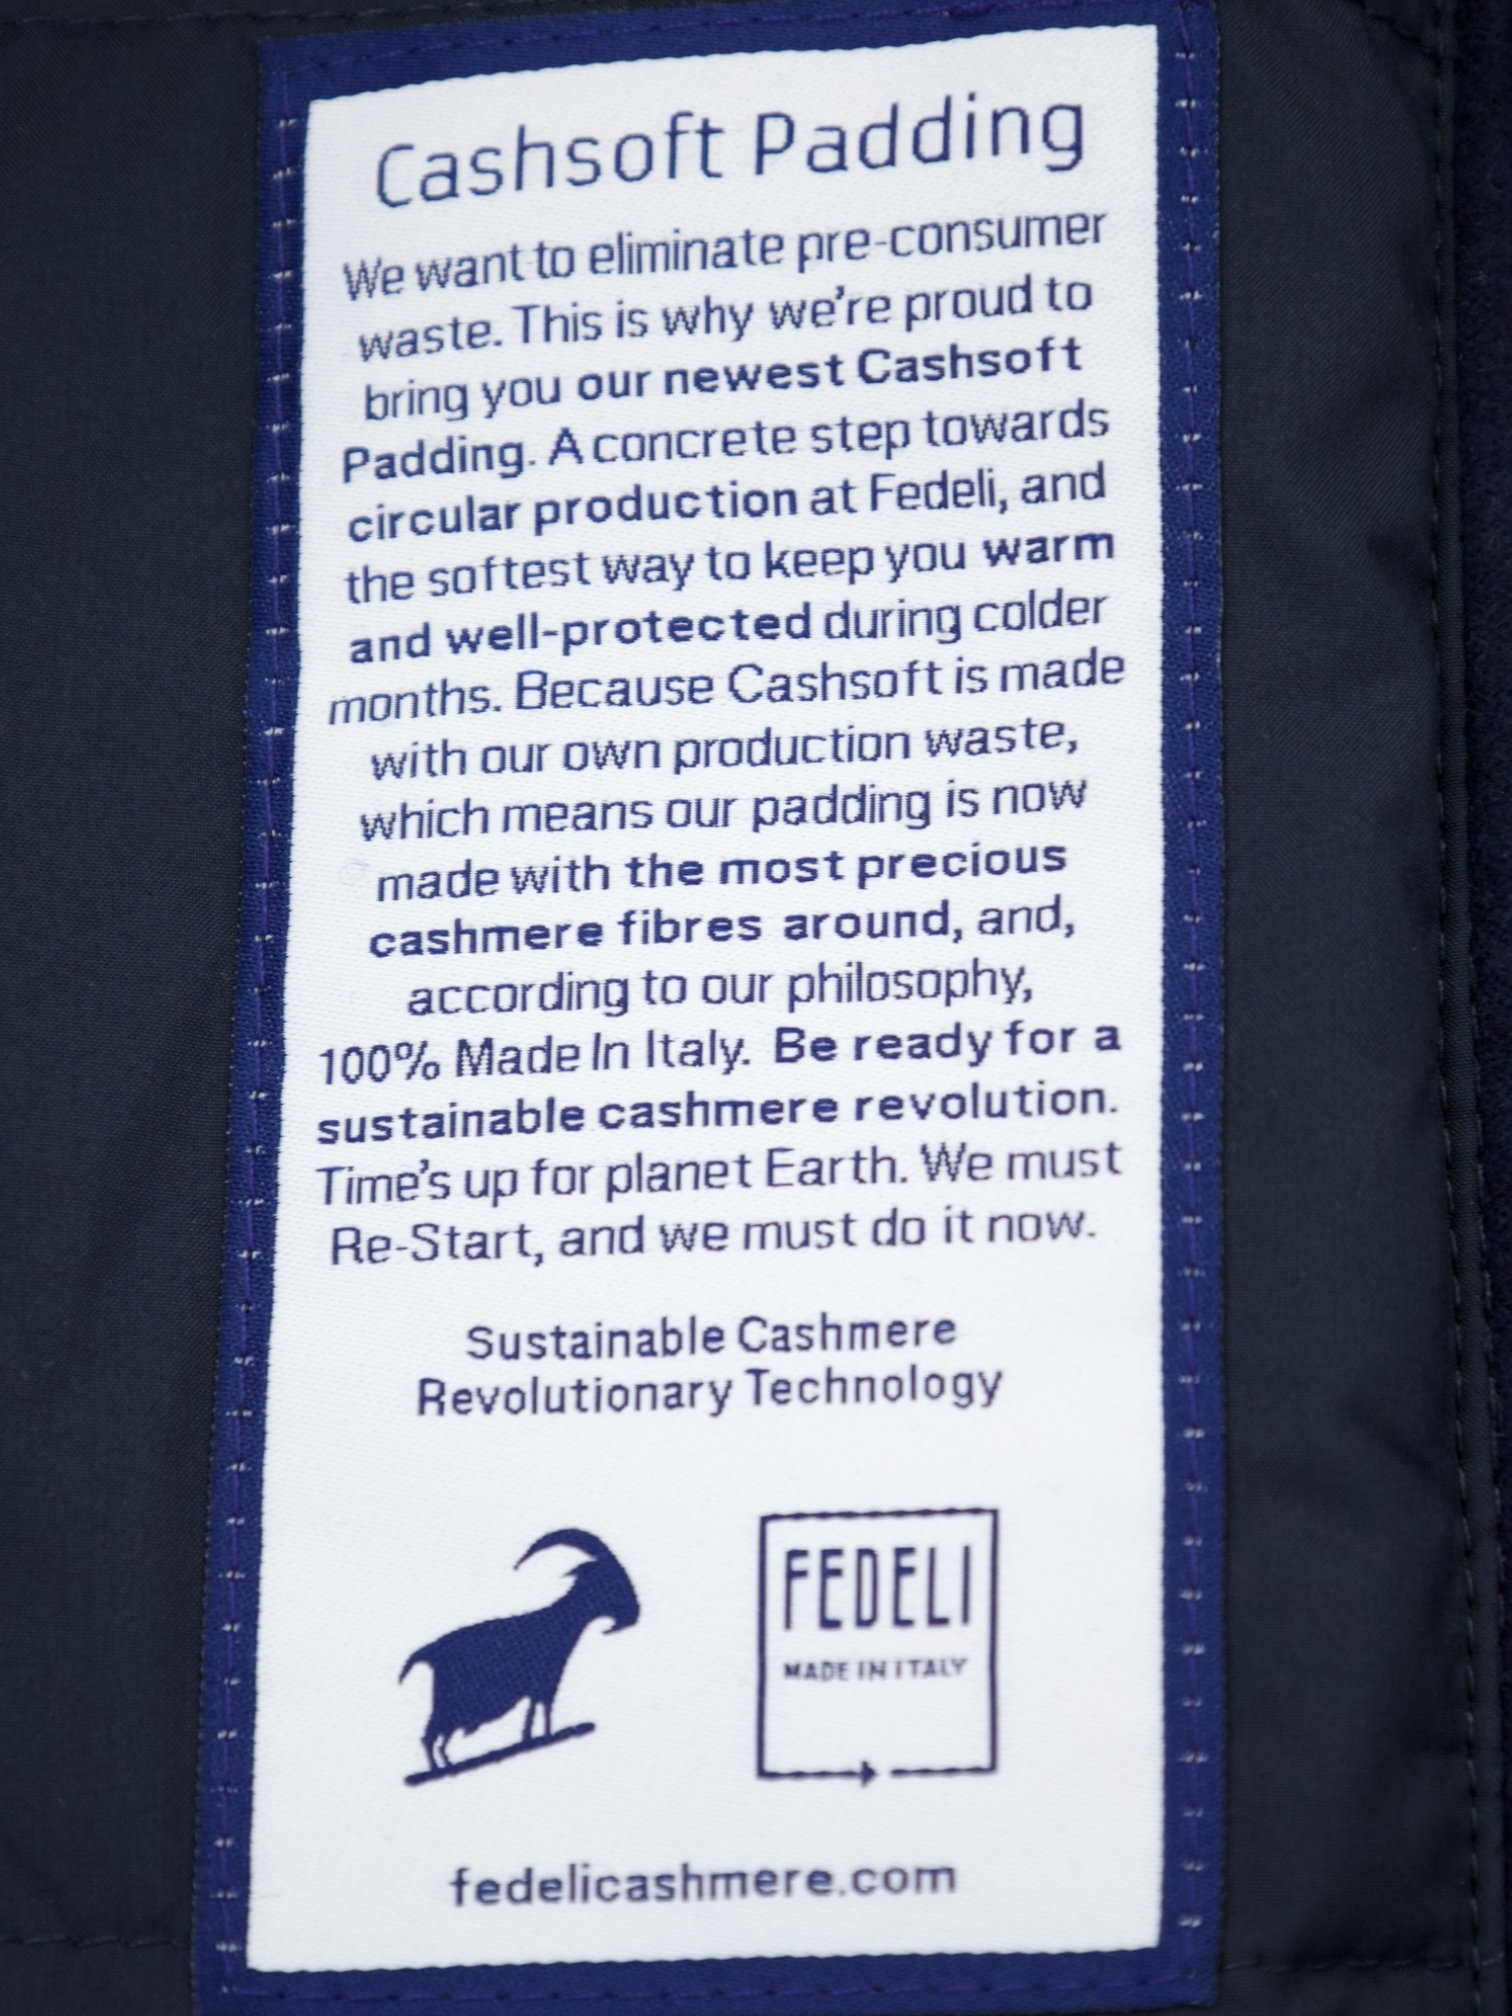 Cashsoft Padding
We want to eliminate pre-consumer
waste. This is why we're proud to
bring you our newest Cashsoft
Padding. A concrete step towards
circular production at Fedeli, and
the softest way to keep you warm
and well-protected during colder
months. Because Cashsoft is made
with our own production waste,
which means our padding is now
made with the most precious
cashmere fibres around, and,
according to our philosophy,
100% Made In Italy. Be ready for a
sustainable cashmere revolution.
Time's up for planet Earth. We must
Re-Start, and we must do it now.
Sustainable Cashmere
Revolutionary Technology
FEDELI
MADE IN ITALY
fedelicashmere.com